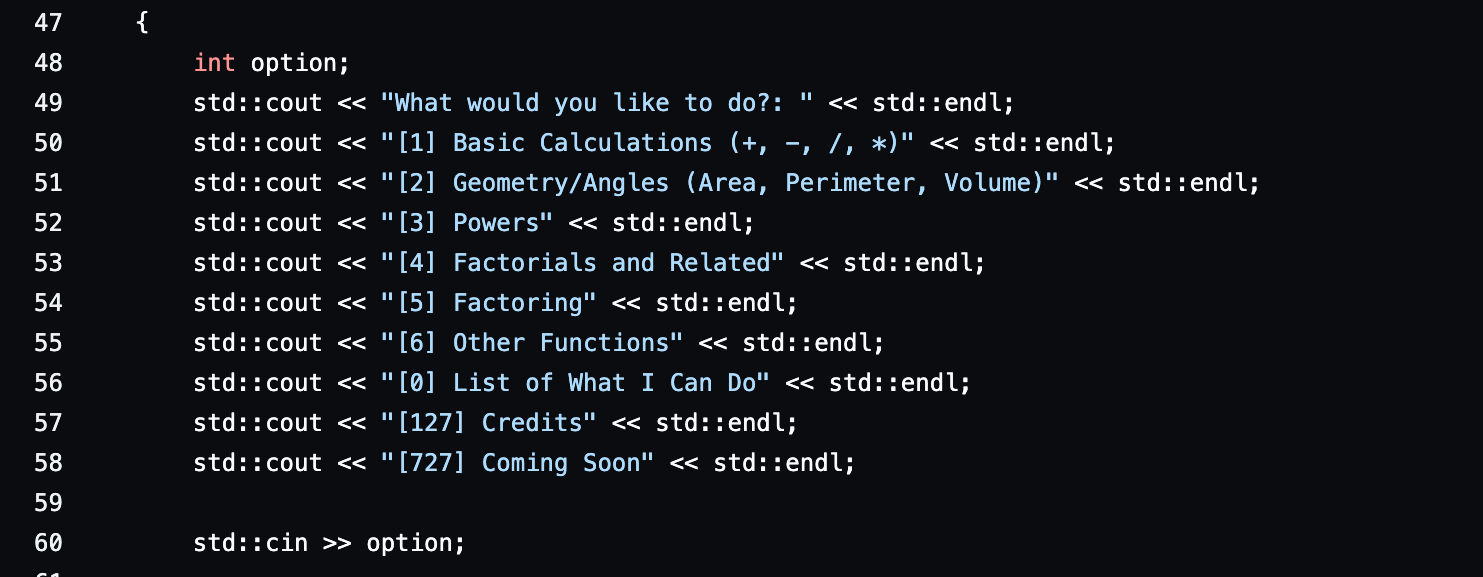 47 {
48 int option;
49 std::cout << "What would you like to do?: " << std::endl;
50 std::cout << "[1] Basic Calculations (+, −, /, *)" << std::endl;
51 std::cout << "[2] Geometry/Angles (Area, Perimeter, Volume)" << std::endl;
52 std::cout << "[3] Powers" << std::endl;
53 std::cout << "[4] Factorials and Related" << std::endl;
54 std::cout << "[5] Factoring" << std::endl;
55 std::cout << "[6] Other Functions" << std::endl;
56 std::cout << "[0] List of What I Can Do" << std::endl;
57 std::cout << "[127] Credits" << std::endl;
58 std::cout << "[727] Coming Soon" << std::endl;
59
60 std::cin >> option;